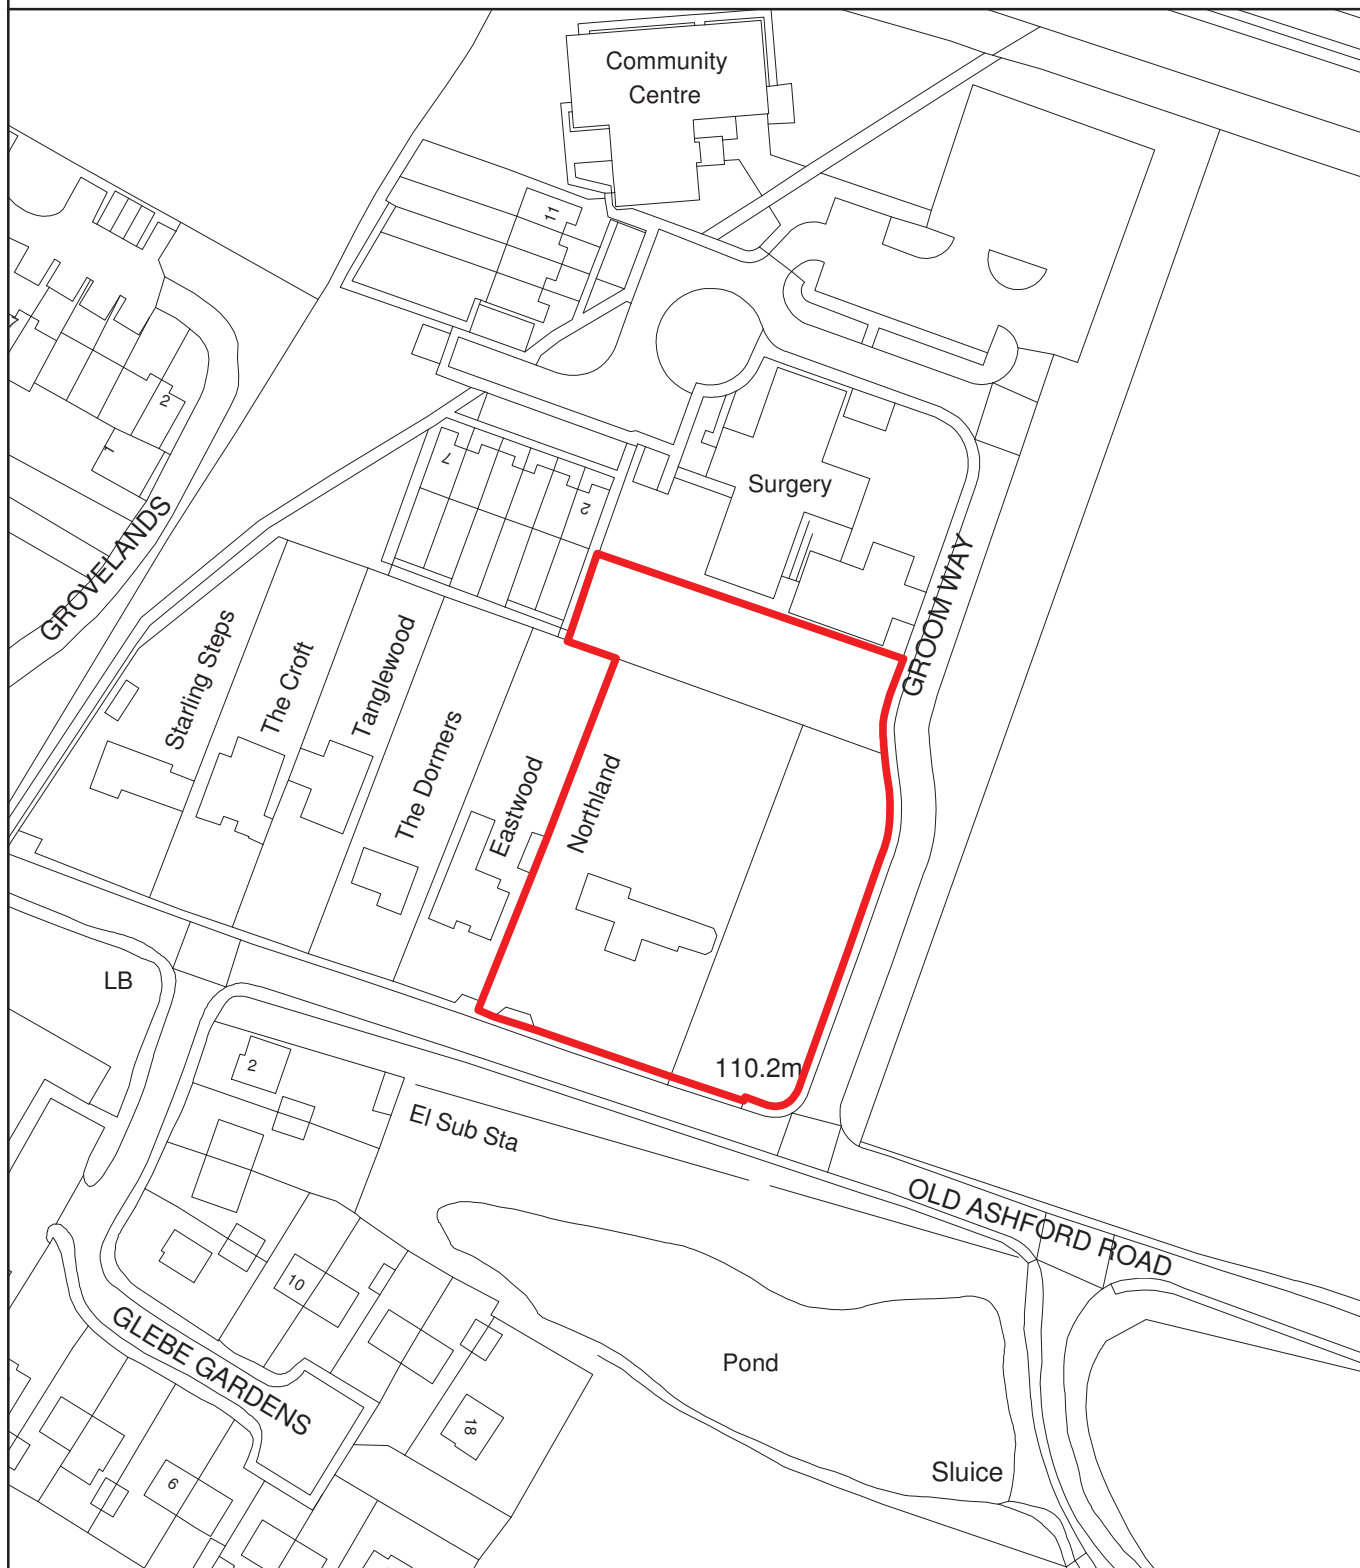 Community
Centre
11
2
1
7
2
Surgery
GROVELANDS
GROOM WAY
Starling Steps
The Croft
Tanglewood
The Dormers
Eastwood
Northland
LB
2
110.2m
El Sub Sta
OLD ASHFORD ROAD
10
GLEBE GARDENS
Pond
18
6
Sluice